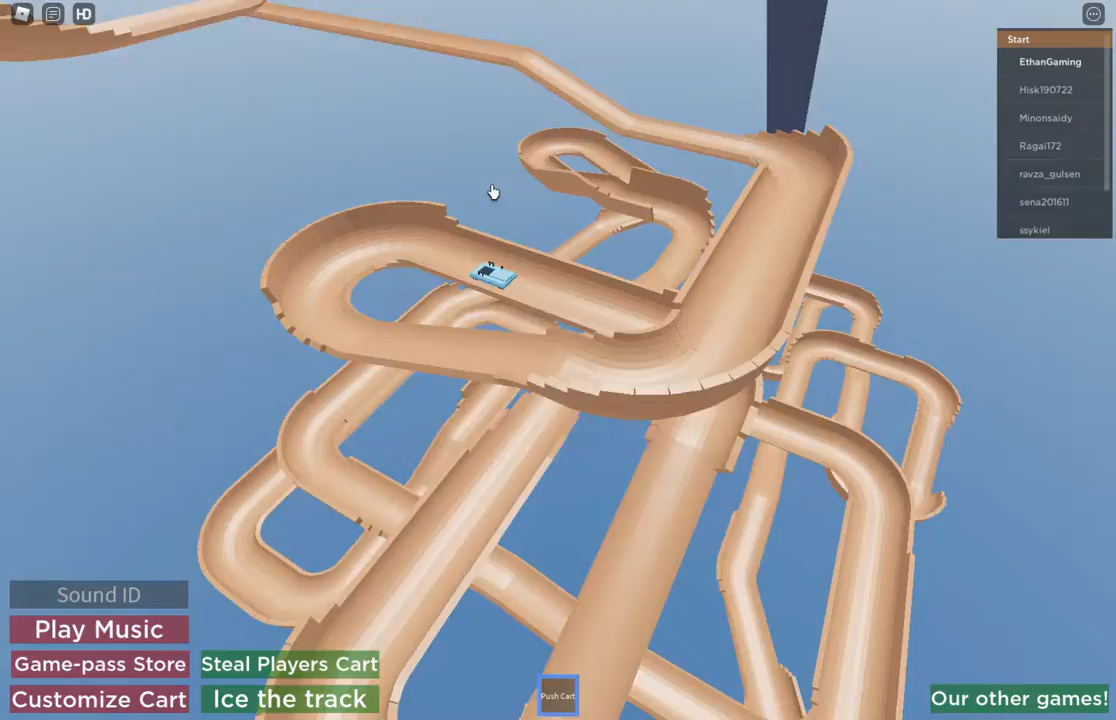 HD
Start
EthanGaming
Hisk190722
Minonsaidy
Ragai172
ravza_gulsen
sena201611
ssykiel
Sound ID
Play Music
Game-pass Store
Steal Players Cart
Customize Cart
Ice the track
Push Cart
Our other games!